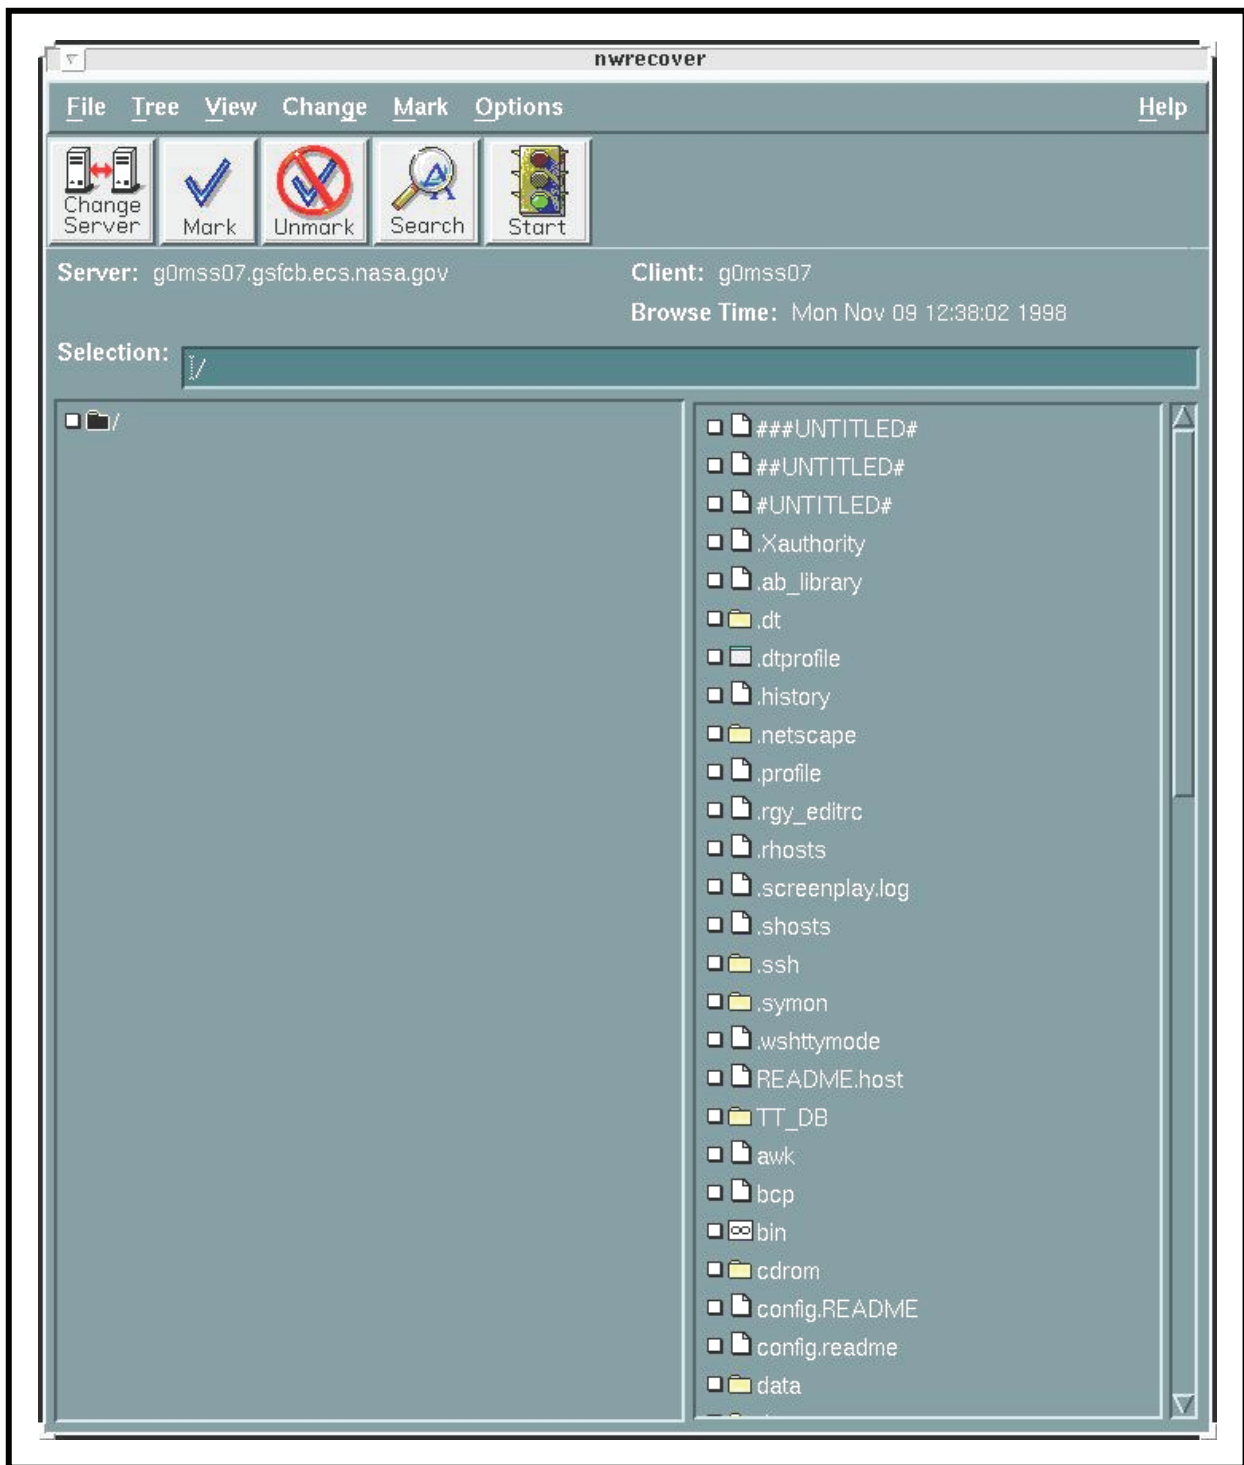 nwrecover
File Tree View Change Mark Options Help
Change Server
Mark
Unmark
Search
Start
Server: g0mss07.gsfcb.ecs.nasa.gov
Client: g0mss07
Browse Time: Mon Nov 09 12:38:02 1998
Selection: /
/
###UNTITLED#
##UNTITLED#
#UNTITLED#
.Xauthority
.ab_library
.dt
.dtprofile
.history
.netscape
.profile
.rgy_editrc
.rhosts
.screenplay.log
.shosts
.ssh
.symon
.wshttymode
README.host
TT_DB
awk
bcp
bin
cdrom
config.README
config.readme
data